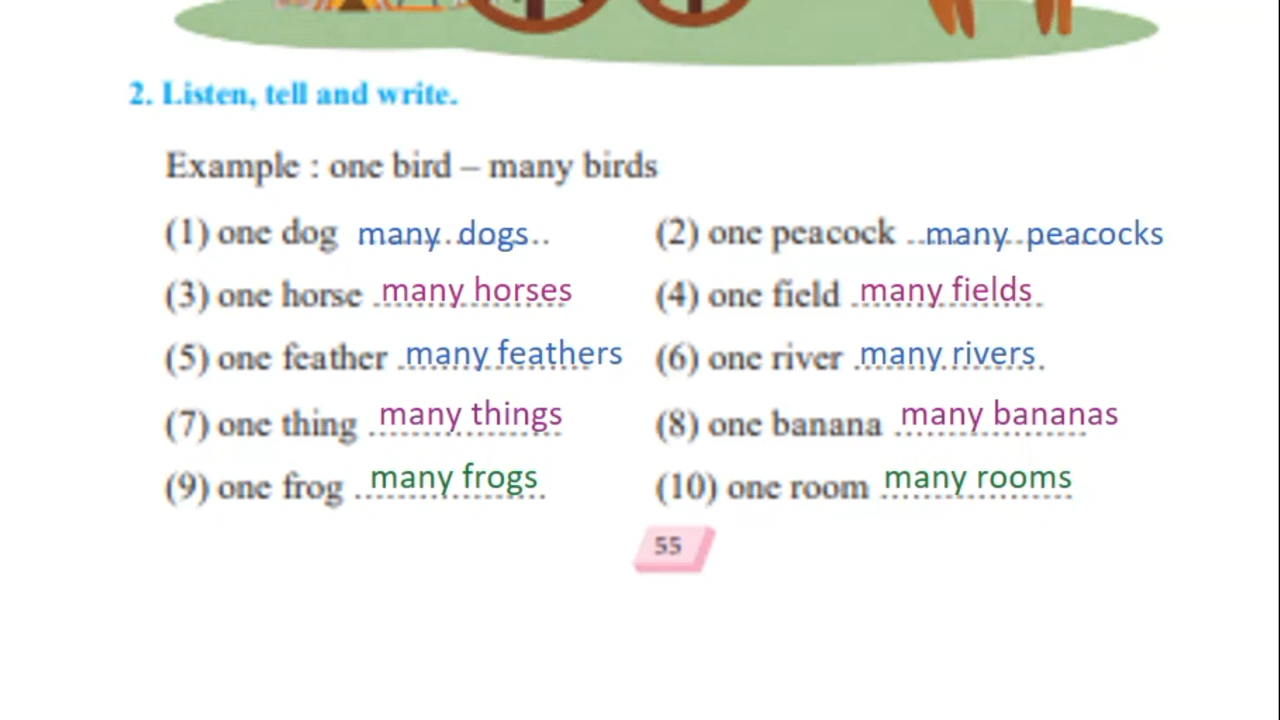 2. Listen, tell and write.
Example : one bird – many birds
(1) one dog many dogs (2) one peacock many peacocks
(3) one horse many horses (4) one field many fields
(5) one feather many feathers (6) one river many rivers
(7) one thing many things (8) one banana many bananas
(9) one frog many frogs (10) one room many rooms
55